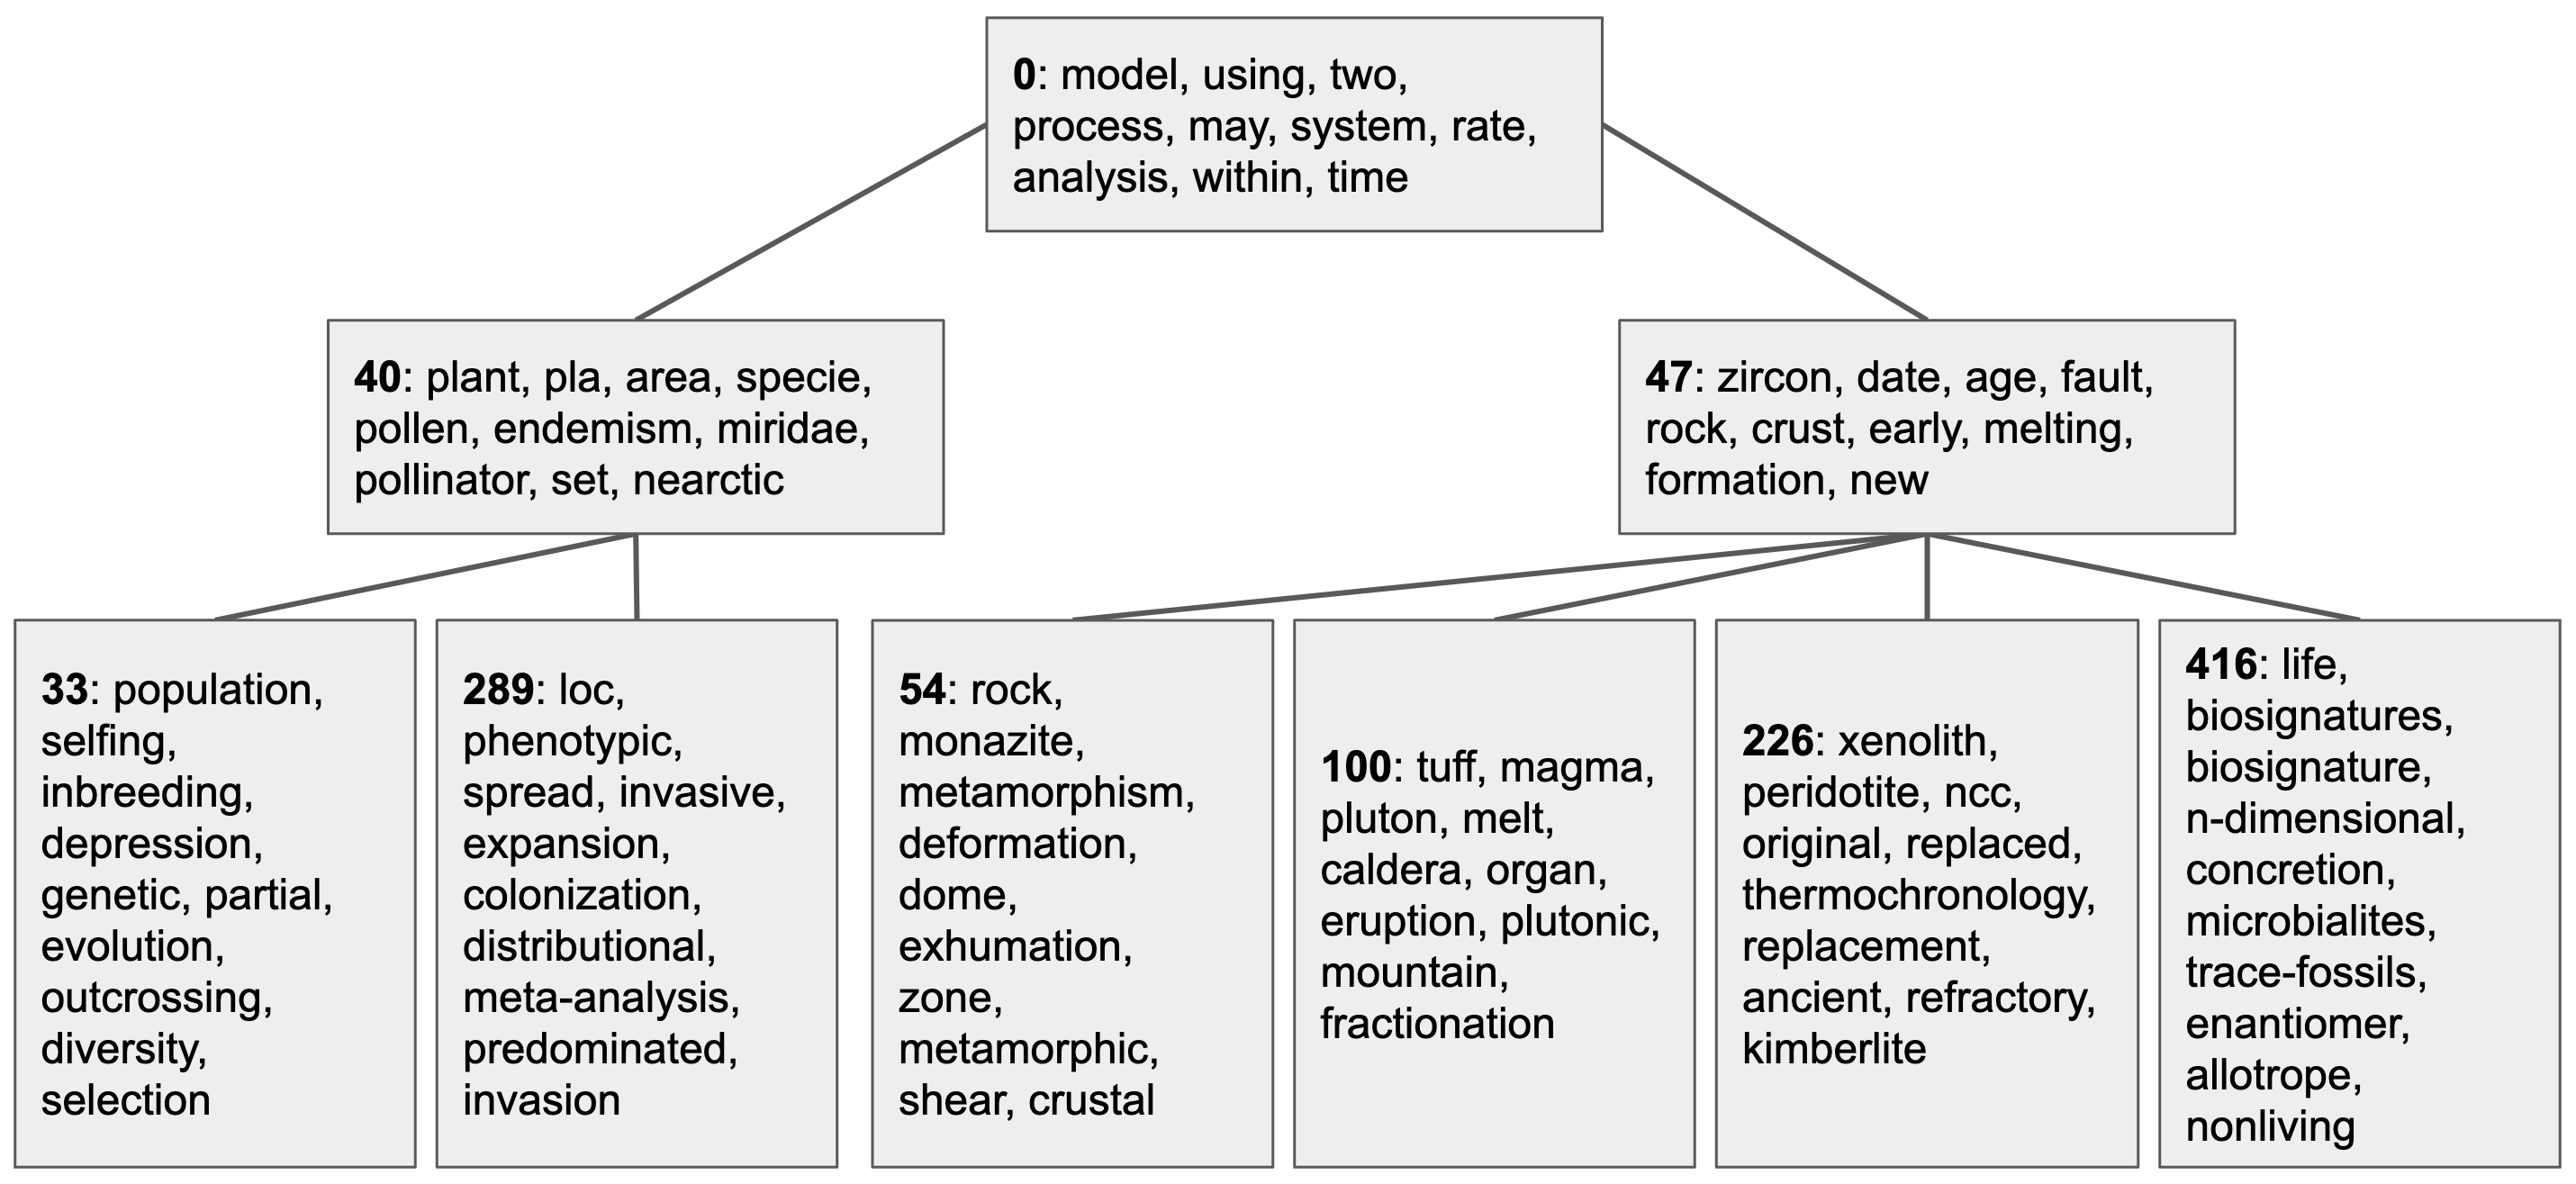 0: model, using, two,
process, may, system, rate,
analysis, within, time
40: plant, pla, area, specie,
pollen, endemism, miridae,
pollinator, set, nearctic
47: zircon, date, age, fault,
rock, crust, early, melting,
formation, new
33: population,
selfing,
inbreeding,
depression,
genetic, partial,
evolution,
outcrossing,
diversity,
selection
289: loc,
phenotypic,
spread, invasive,
expansion,
colonization,
distributional,
meta-analysis,
predominated,
invasion
54: rock,
monazite,
metamorphism,
deformation,
dome,
exhumation,
zone,
metamorphic,
shear, crustal
100: tuff, magma,
pluton, melt,
caldera, organ,
eruption, plutonic,
mountain,
fractionation
226: xenolith,
peridotite, ncc,
original, replaced,
thermochronology,
replacement,
ancient, refractory,
kimberlite
416: life,
biosignatures,
biosignature,
n-dimensional,
concretion,
microbialites,
trace-fossils,
enantiomer,
allotrope,
nonliving